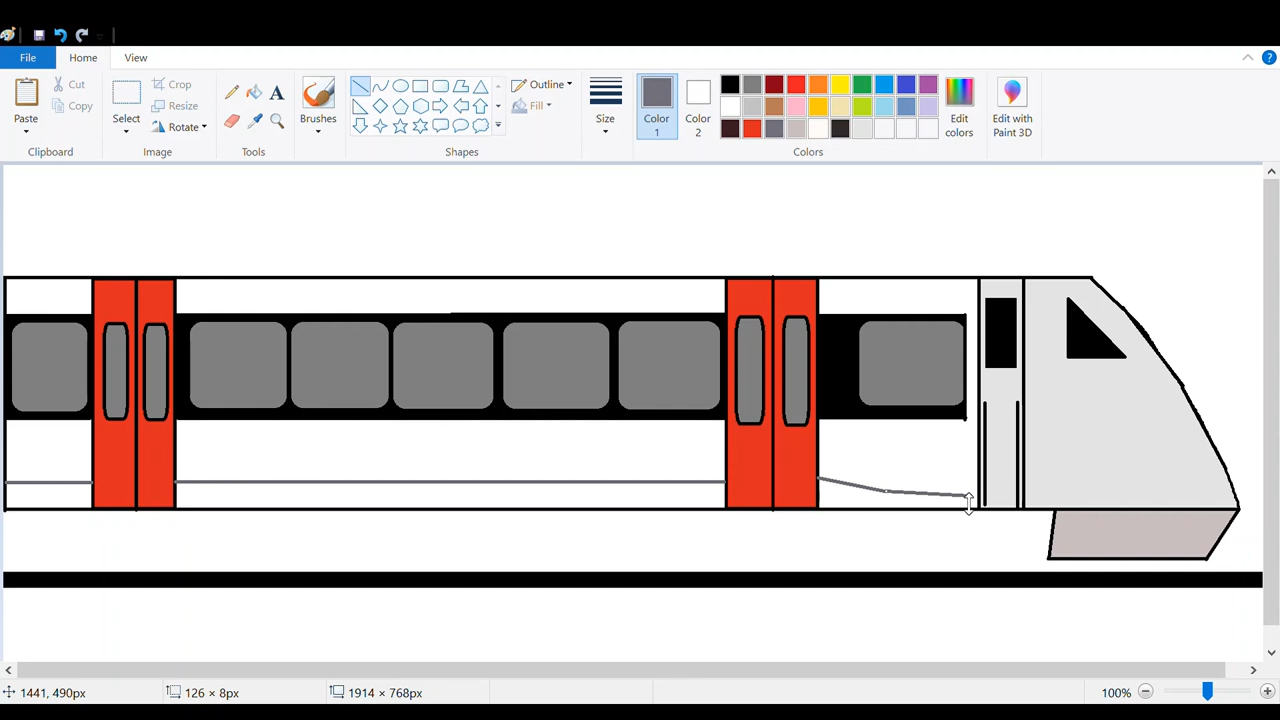 File
Home
View
Paste
Cut
Copy
Clipboard
Select
Crop
Resize
Rotate
Image
A
Tools
Brushes
Shapes
Outline
Fill
Size
Color
1
Color
2
Edit
colors
Edit with
Paint 3D
Colors
1441, 490px
126 × 8px
1914 × 768px
100%